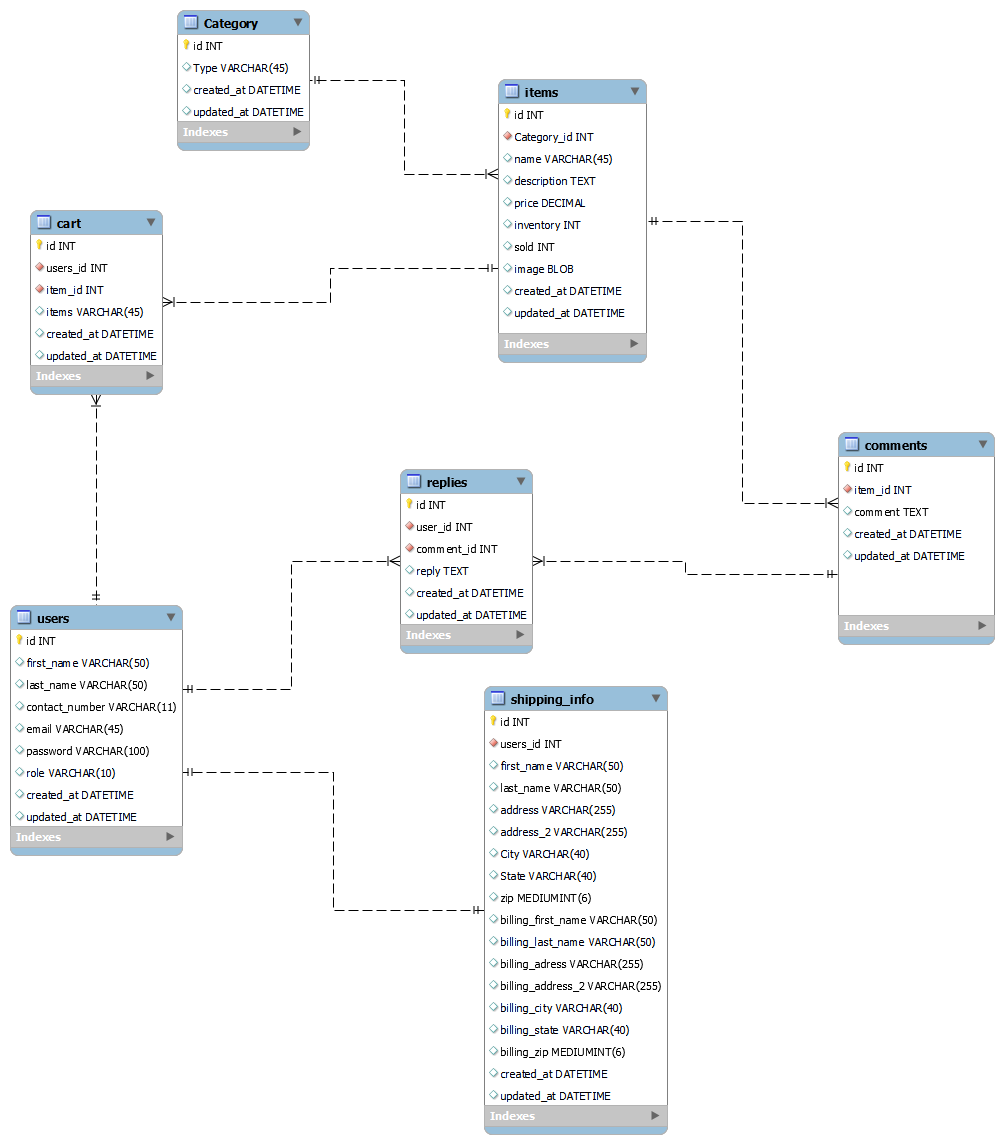 Category
id INT
Type VARCHAR(45)
created_at DATETIME
updated_at DATETIME
Indexes
items
id INT
Category_id INT
name VARCHAR(45)
description TEXT
price DECIMAL
inventory INT
sold INT
image BLOB
created_at DATETIME
updated_at DATETIME
Indexes
cart
id INT
users_id INT
item_id INT
items VARCHAR(45)
created_at DATETIME
updated_at DATETIME
Indexes
comments
id INT
item_id INT
comment TEXT
created_at DATETIME
updated_at DATETIME
Indexes
replies
id INT
user_id INT
comment_id INT
reply TEXT
created_at DATETIME
updated_at DATETIME
Indexes
users
id INT
first_name VARCHAR(50)
last_name VARCHAR(50)
contact_number VARCHAR(11)
email VARCHAR(45)
password VARCHAR(100)
role VARCHAR(10)
created_at DATETIME
updated_at DATETIME
Indexes
shipping_info
id INT
users_id INT
first_name VARCHAR(50)
last_name VARCHAR(50)
address VARCHAR(255)
address_2 VARCHAR(255)
City VARCHAR(40)
State VARCHAR(40)
zip MEDIUMINT(6)
billing_first_name VARCHAR(50)
billing_last_name VARCHAR(50)
billing_adress VARCHAR(255)
billing_address_2 VARCHAR(255)
billing_city VARCHAR(40)
billing_state VARCHAR(40)
billing_zip MEDIUMINT(6)
created_at DATETIME
updated_at DATETIME
Indexes